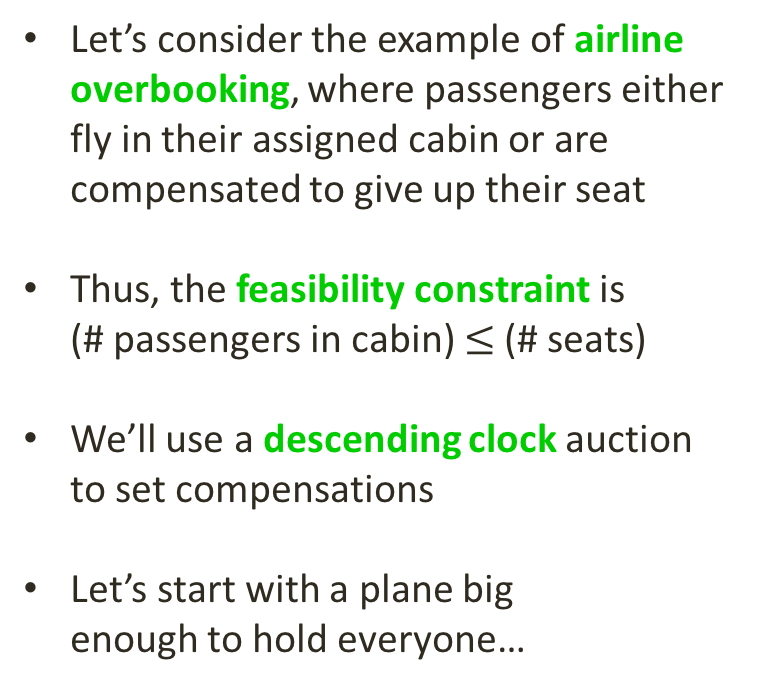 • Let’s consider the example of airline
overbooking, where passengers either
fly in their assigned cabin or are
compensated to give up their seat
• Thus, the feasibility constraint is
(# passengers in cabin) ≤ (# seats)
• We’ll use a descending clock auction
to set compensations
• Let’s start with a plane big
enough to hold everyone…